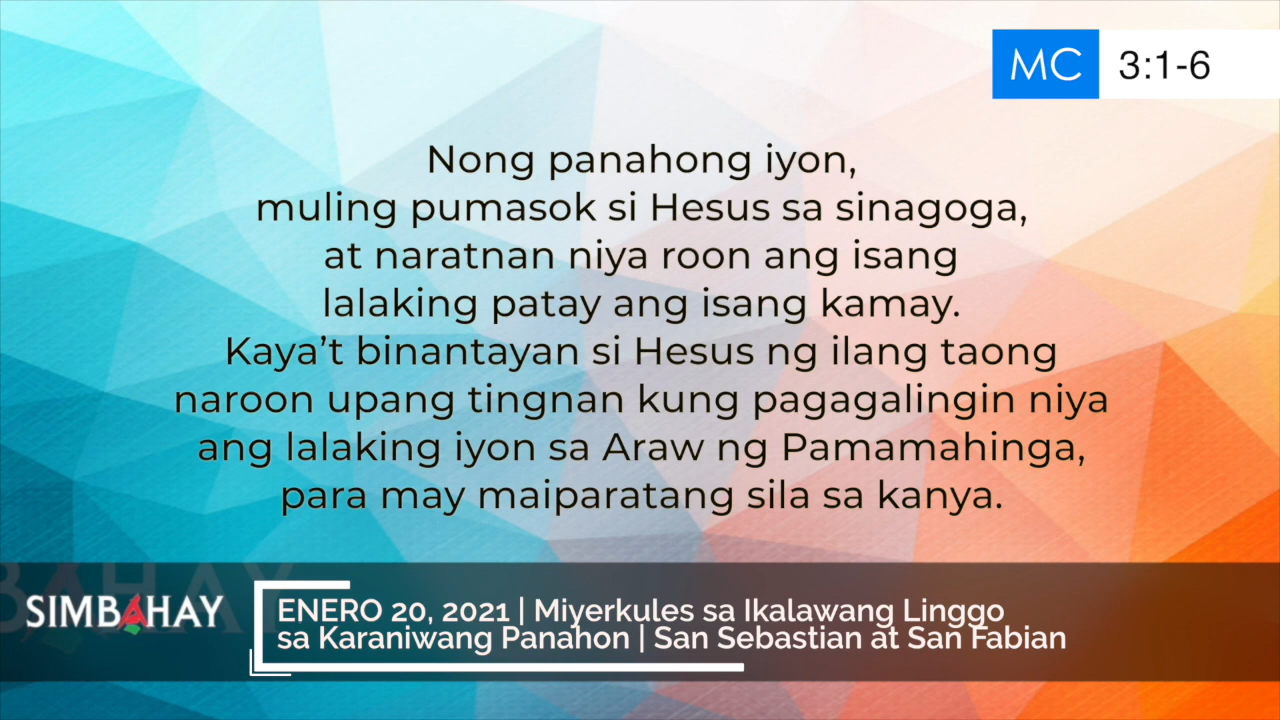 MC 3:1-6
Nong panahong iyon,
muling pumasok si Hesus sa sinagoga,
at naratnan niya roon ang isang
lalaking patay ang isang kamay.
Kaya’t binantayan si Hesus ng ilang taong
naroon upang tingnan kung pagagalingin niya
ang lalaking iyon sa Araw ng Pamamahinga,
para may maiparatang sila sa kanya.
SIMBAHAY
ENERO 20, 2021 | Miyerkules sa Ikalawang Linggo
sa Karaniwang Panahon | San Sebastian at San Fabian